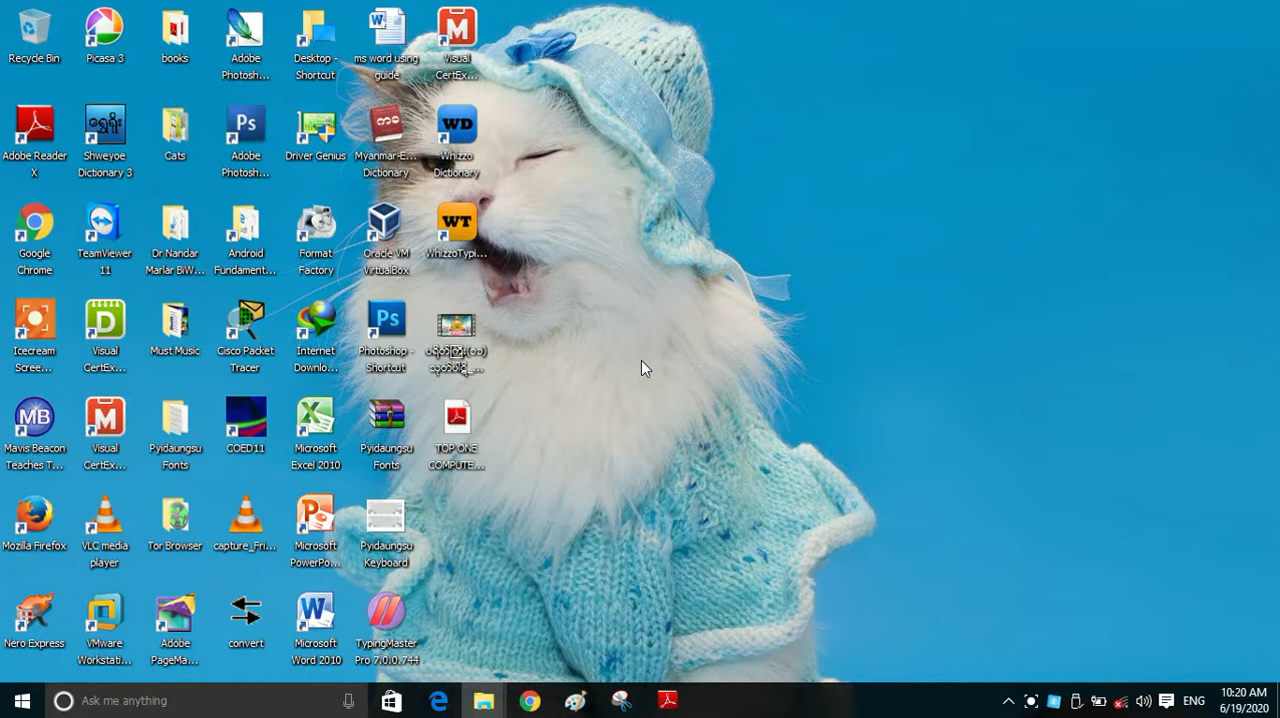 Recycle Bin
Picasa 3
books
Adobe
Photosh...
Desktop -
Shortcut
ms word using
guide
Visual
CertEx...
Adobe Reader
X
Shweyoe
Dictionary 3
Cats
Adobe
Photosh...
Driver Genius
Myanmar-E...
Dictionary
Whizzo
Dictionary
Google
Chrome
TeamViewer
11
Dr Nandar
Marlar BiW...
Android
Fundament...
Format
Factory
Oracle VM
VirtualBox
WhizzoTypi...
Icecream
Scree...
Visual
CertEx...
Must Music
Cisco Packet
Tracer
Internet
Downlo...
Photoshop -
Shortcut
Mavis Beacon
Teaches T...
Visual
CertEx...
Pyidaungsu
Fonts
COED11
Microsoft
Excel 2010
Pyidaungsu
Fonts
TOP ONE
COMPUTE...
Mozilla Firefox
VLC media
player
Tor Browser
capture_Fri...
Microsoft
PowerPo...
Pyidaungsu
Keyboard
Nero Express
VMware
Workstati...
Adobe
PageMa...
convert
Microsoft
Word 2010
TypingMaster
Pro 7.0.0.744
Ask me anything
ENG
10:20 AM
6/19/2020